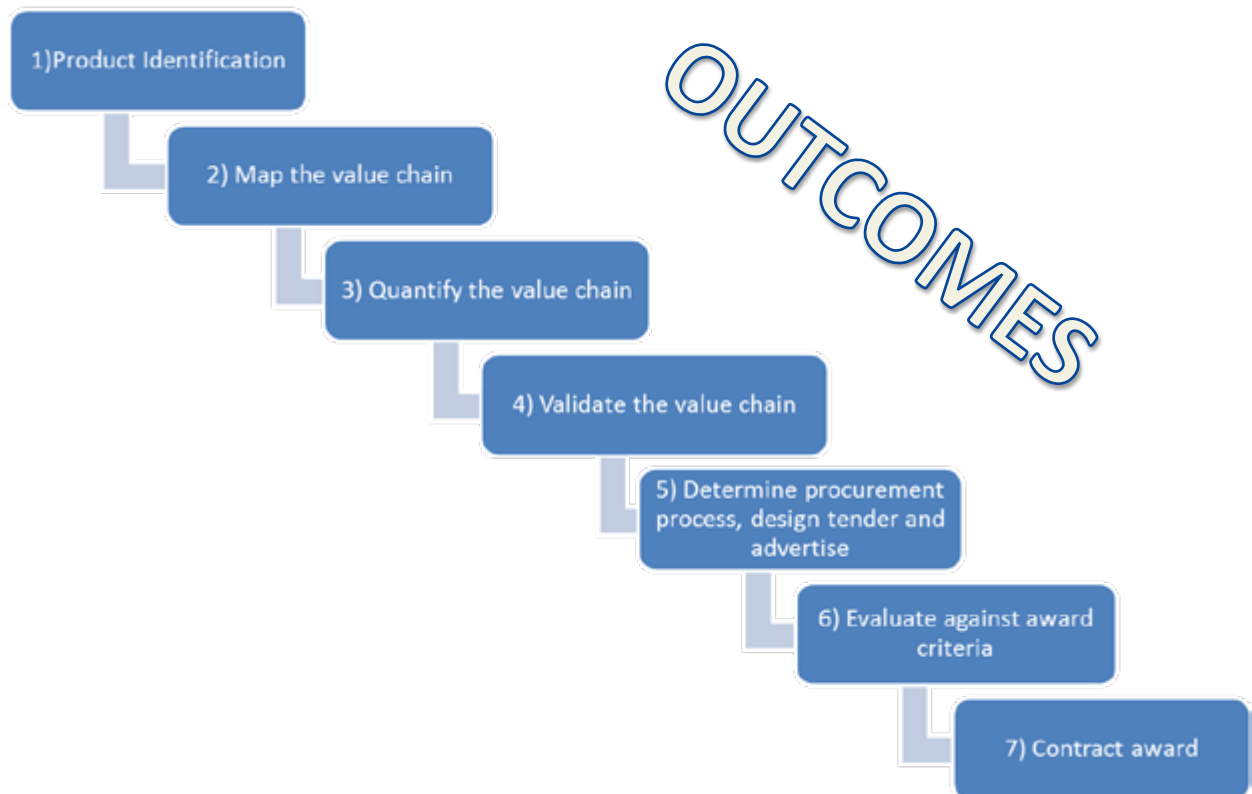 1)Product Identification
OUTCOMES
2) Map the value chain
3) Quantify the value chain
4) Validate the value chain
5) Determine procurement
process, design tender and
advertise
6) Evaluate against award
criteria
7) Contract award